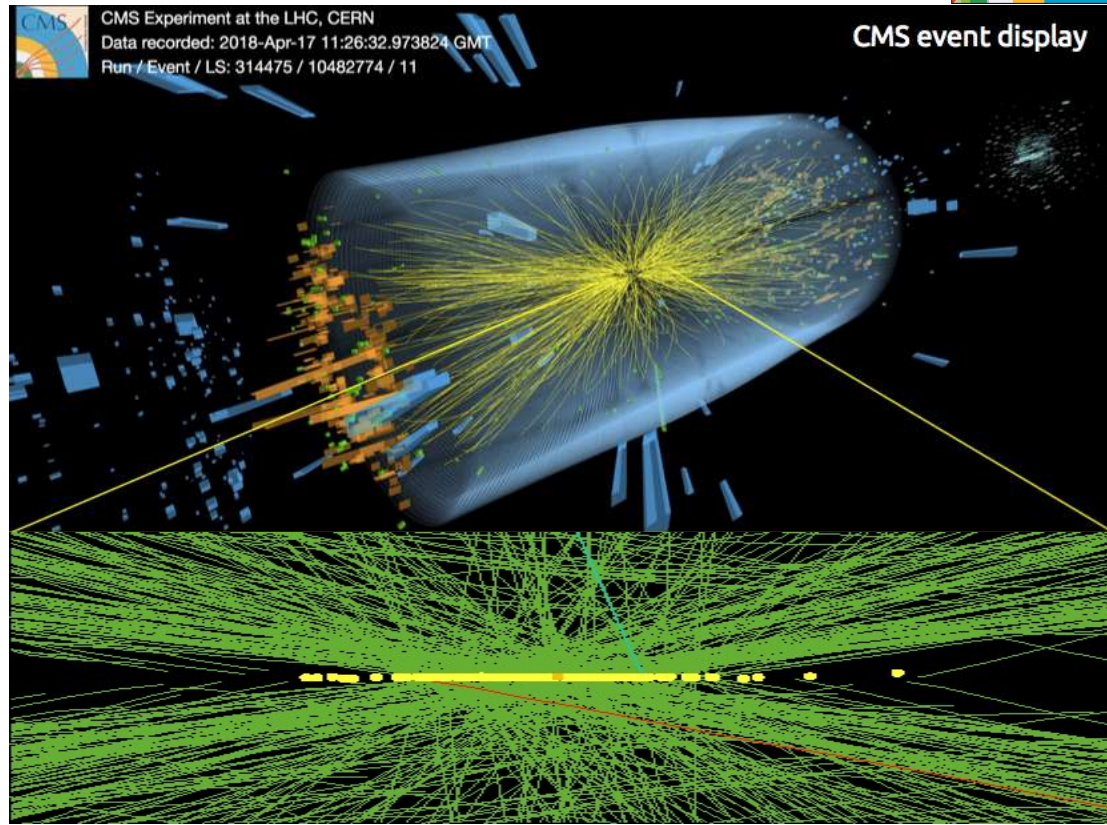 CMS
CMS Experiment at the LHC, CERN
Data recorded: 2018-Apr-17 11:26:32.973824 GMT
Run / Event / LS: 314475 / 10482774 / 11
CMS event display